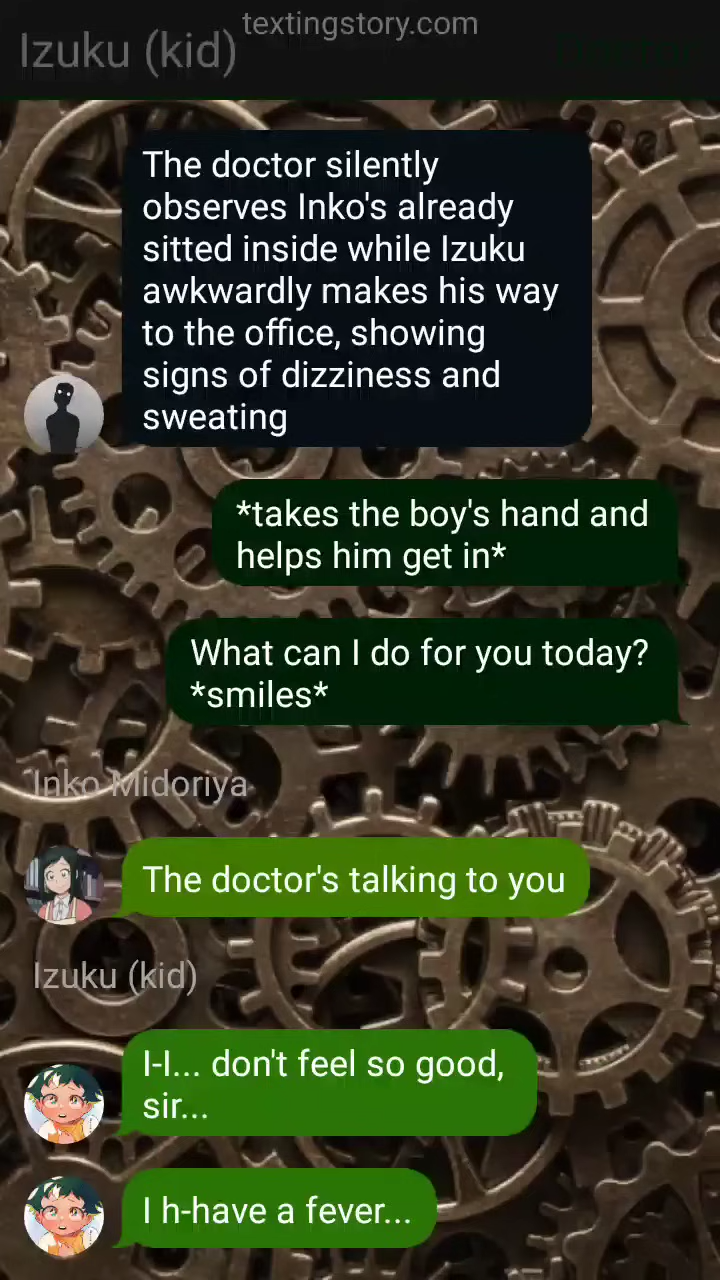 textingstory.com
Izuku (kid)
Doctor
The doctor silently
observes Inko's already
sitted inside while Izuku
awkwardly makes his way
to the office, showing
signs of dizziness and
sweating
*takes the boy's hand and
helps him get in*
What can I do for you today?
*smiles*
Inko Midoriya
The doctor's talking to you
Izuku (kid)
I-I... don't feel so good,
sir...
I h-have a fever...